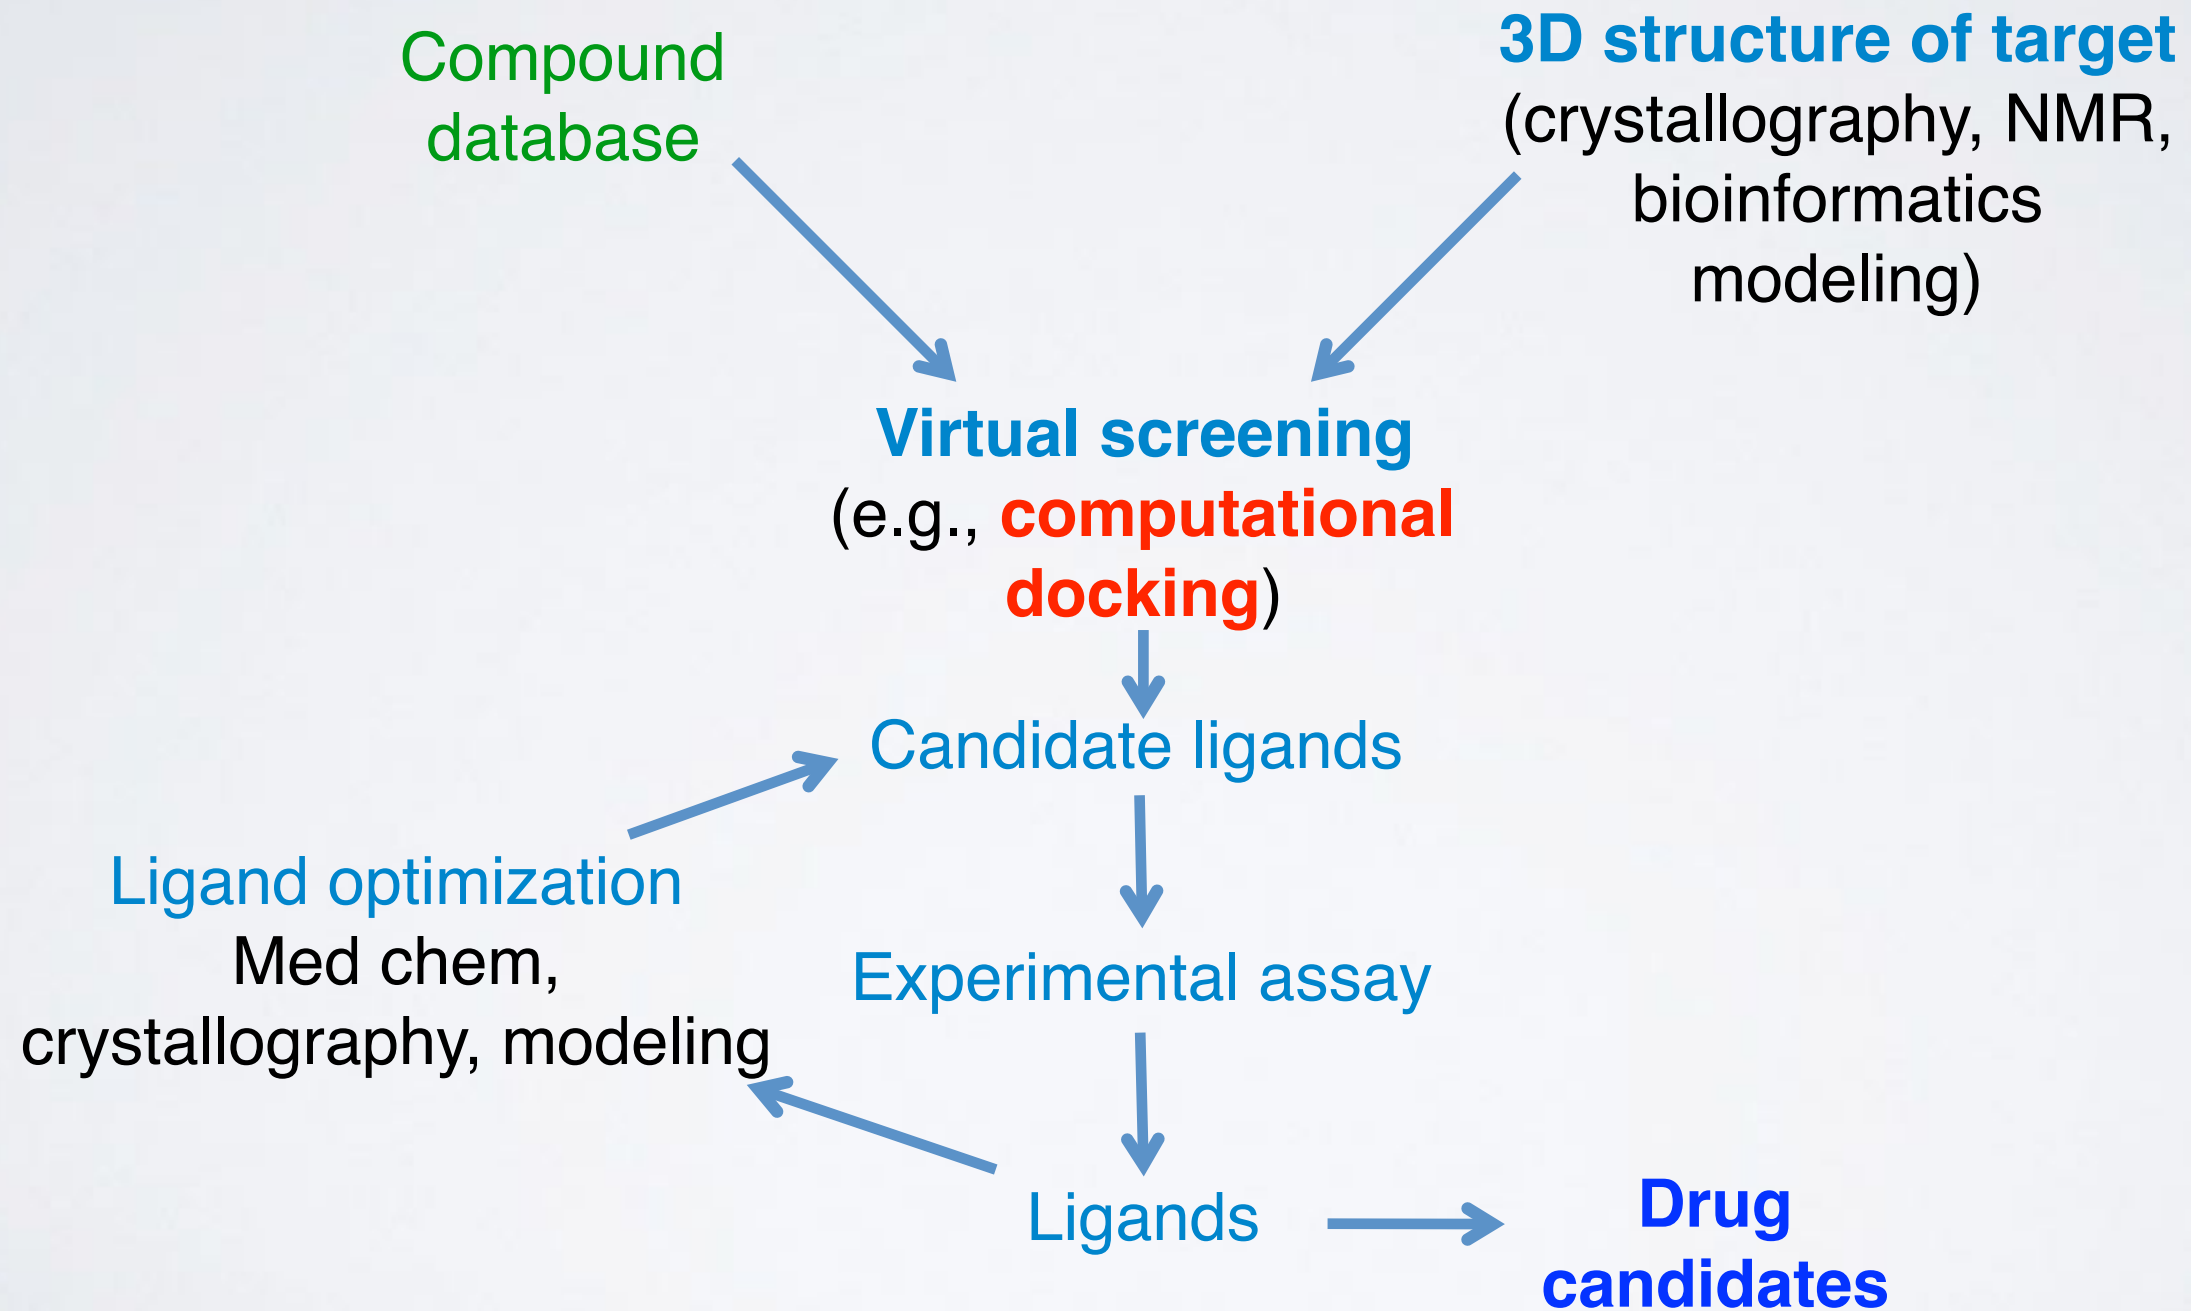 Compound
database
3D structure of target
(crystallography, NMR,
bioinformatics
modeling)
Virtual screening
(e.g., computational
docking)
Candidate ligands
Ligand optimization
Med chem,
crystallography, modeling
Experimental assay
Ligands
Drug
candidates